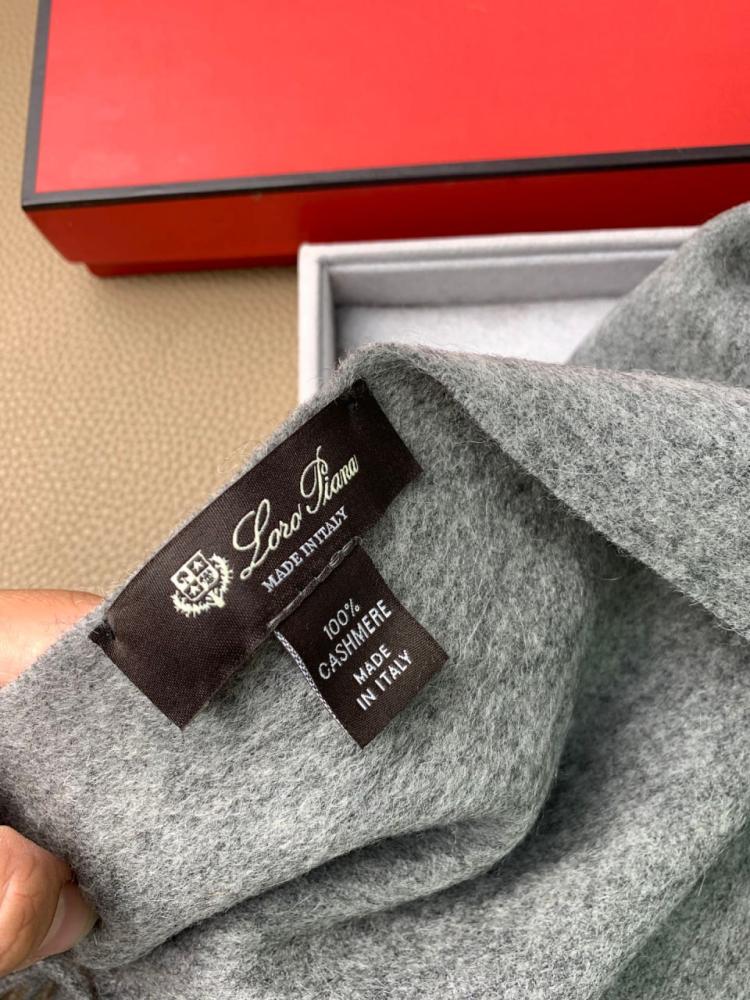 Loro Piana
MADE IN ITALY
100%
CASHMERE
MADE
IN ITALY